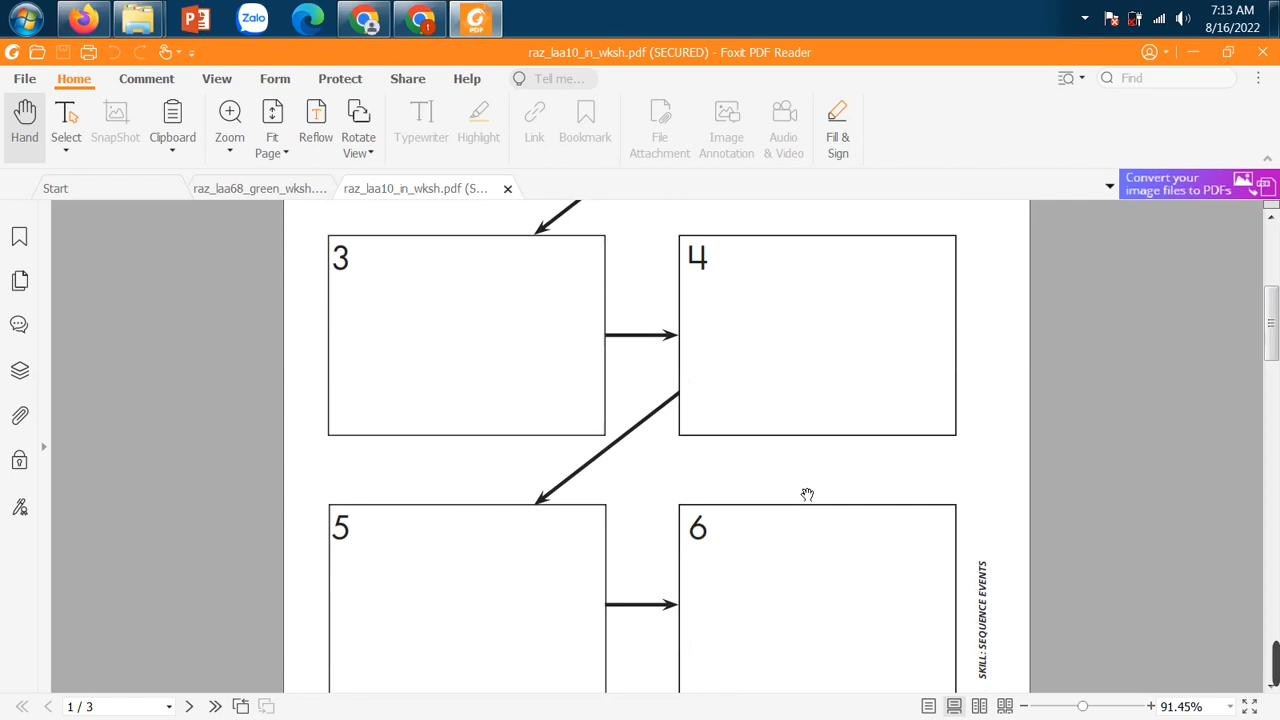 Zalo
PDF
7:13 AM
8/16/2022
raz_laa10_in_wksh.pdf (SECURED) - Foxit PDF Reader
File Home Comment View Form Protect Share Help Tell me... Find
Hand Select SnapShot Clipboard Zoom Fit Page Reflow Rotate View Typewriter Highlight Link Bookmark File Attachment Image Annotation Audio & Video Fill & Sign
Start raz_laa68_green_wksh.... raz_laa10_in_wksh.pdf (S...
Convert your
image files to PDFs
3 4
5 6
SKILL: SEQUENCE EVENTS
1 / 3 91.45%